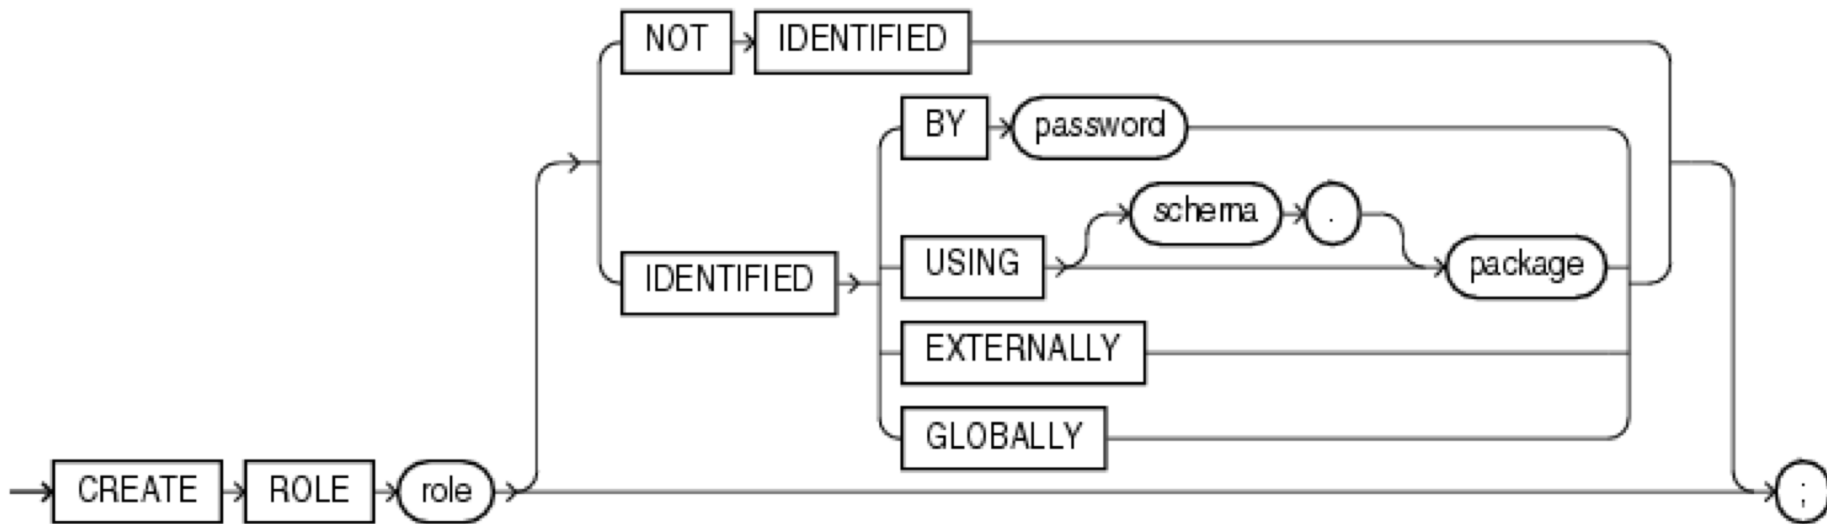 NOT IDENTIFIED
BY password
schema .
USING package
IDENTIFIED
EXTERNALLY
GLOBALLY
CREATE ROLE role ;